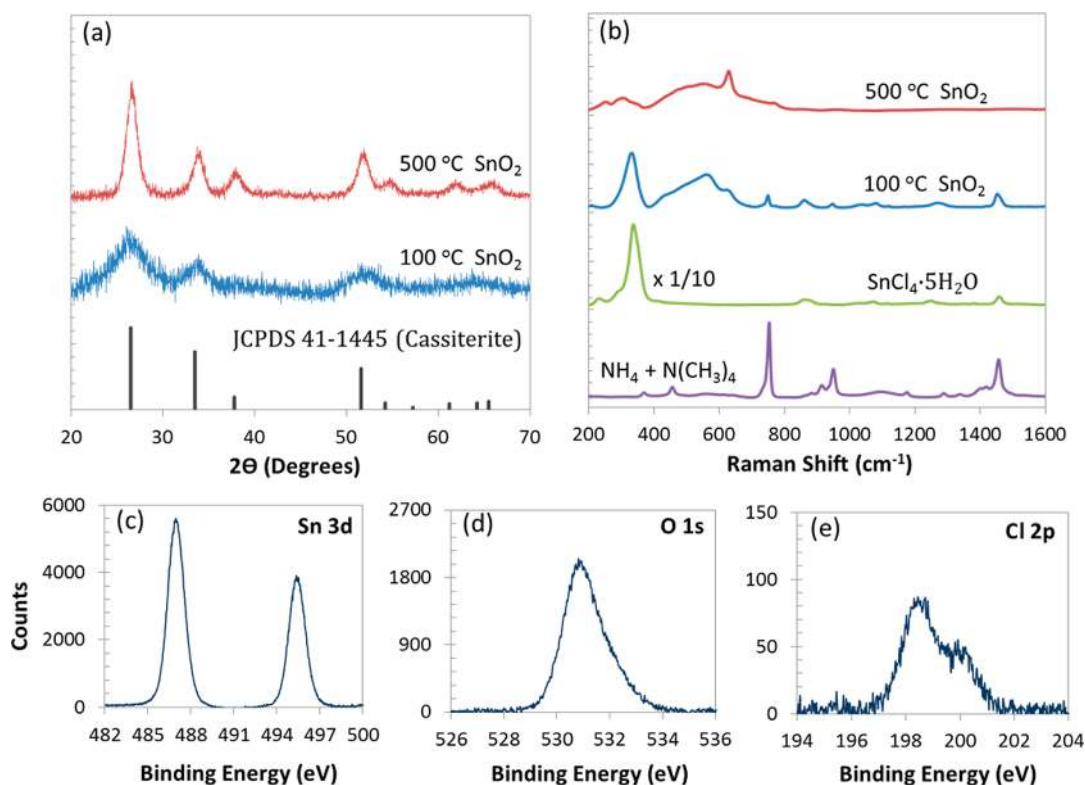 (a)
500 °C SnO₂
100 °C SnO₂
JCPDS 41-1445 (Cassiterite)
20 30 40 50 60 70
2Θ (Degrees)
(b)
500 °C SnO₂
100 °C SnO₂
x 1/10
SnCl₄·5H₂O
NH₄ + N(CH₃)₄
200 400 600 800 1000 1200 1400 1600
Raman Shift (cm⁻¹)
(c)
Sn 3d
6000
4000
2000
0
Counts
482 485 488 491 494 497 500
Binding Energy (eV)
(d)
O 1s
2700
1800
900
0
526 528 530 532 534 536
Binding Energy (eV)
(e)
Cl 2p
150
100
50
0
194 196 198 200 202 204
Binding Energy (eV)